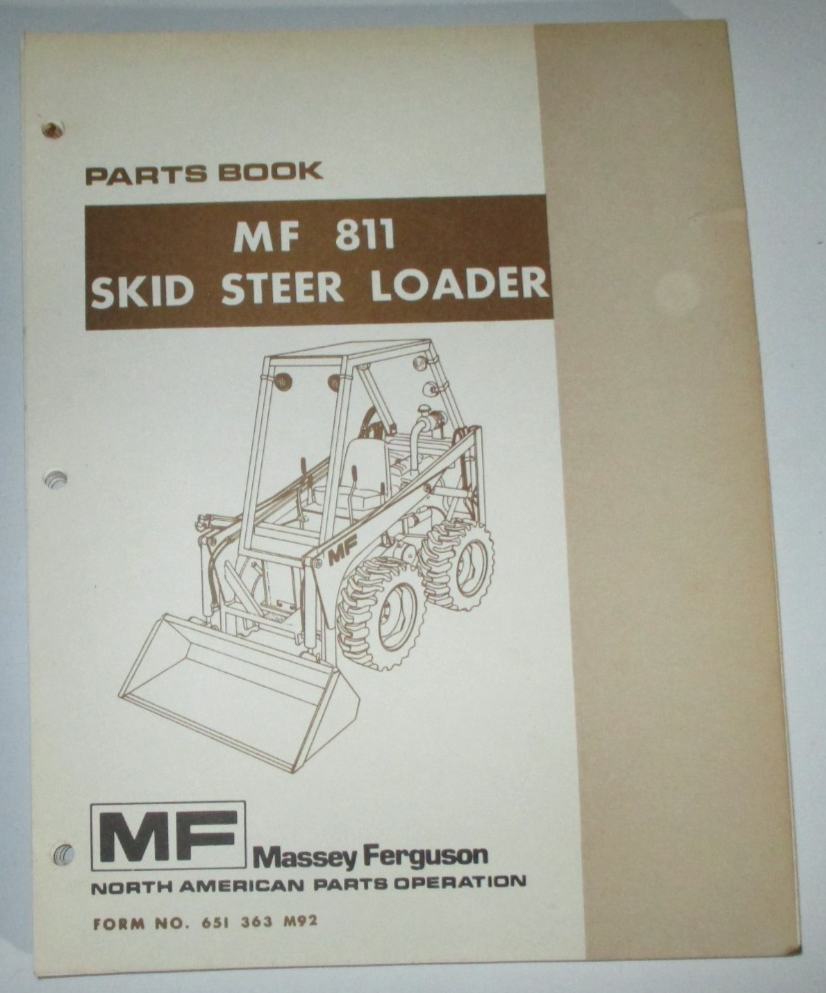 PARTS BOOK
MF 811
SKID STEER LOADER
MF
MF
Massey Ferguson
NORTH AMERICAN PARTS OPERATION
FORM NO. 651 363 M92